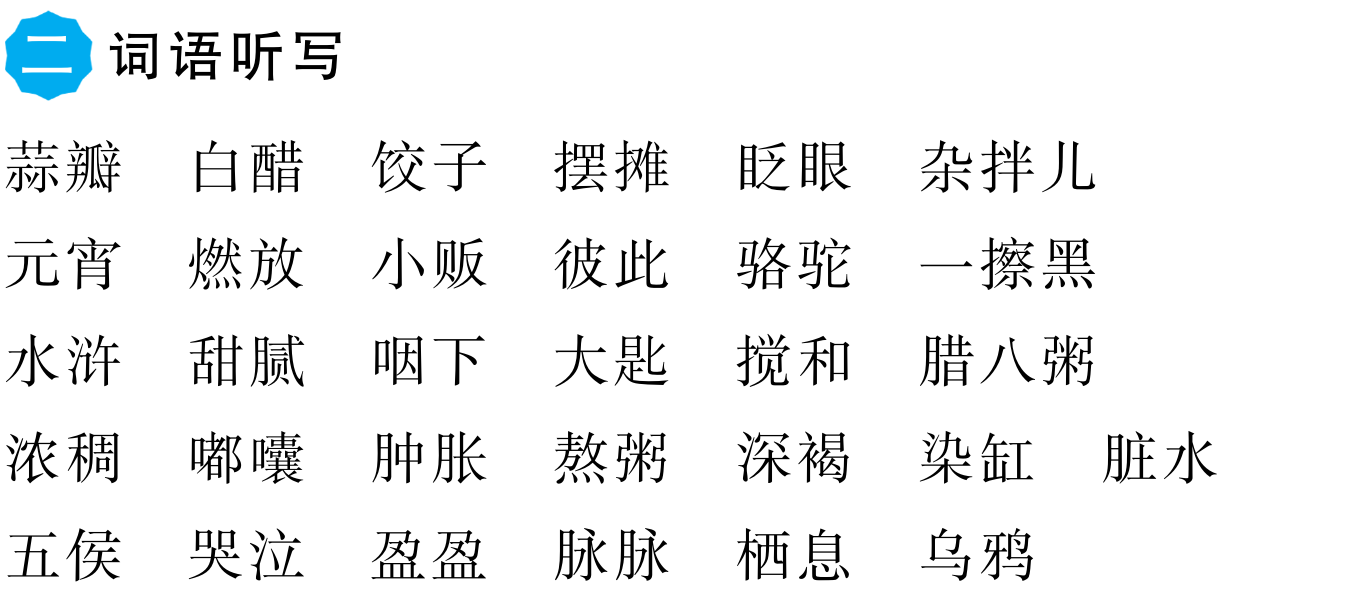 二 词语听写
蒜瓣 白醋 饺子 摆摊 眨眼 杂拌儿
元宵 燃放 小贩 彼此 骆驼 一擦黑
水浒 甜腻 咽下 大匙 搅和 腊八粥
浓稠 嘟囔 肿胀 熬粥 深褐 染缸 脏水
五侯 哭泣 盈盈 脉脉 栖息 乌鸦